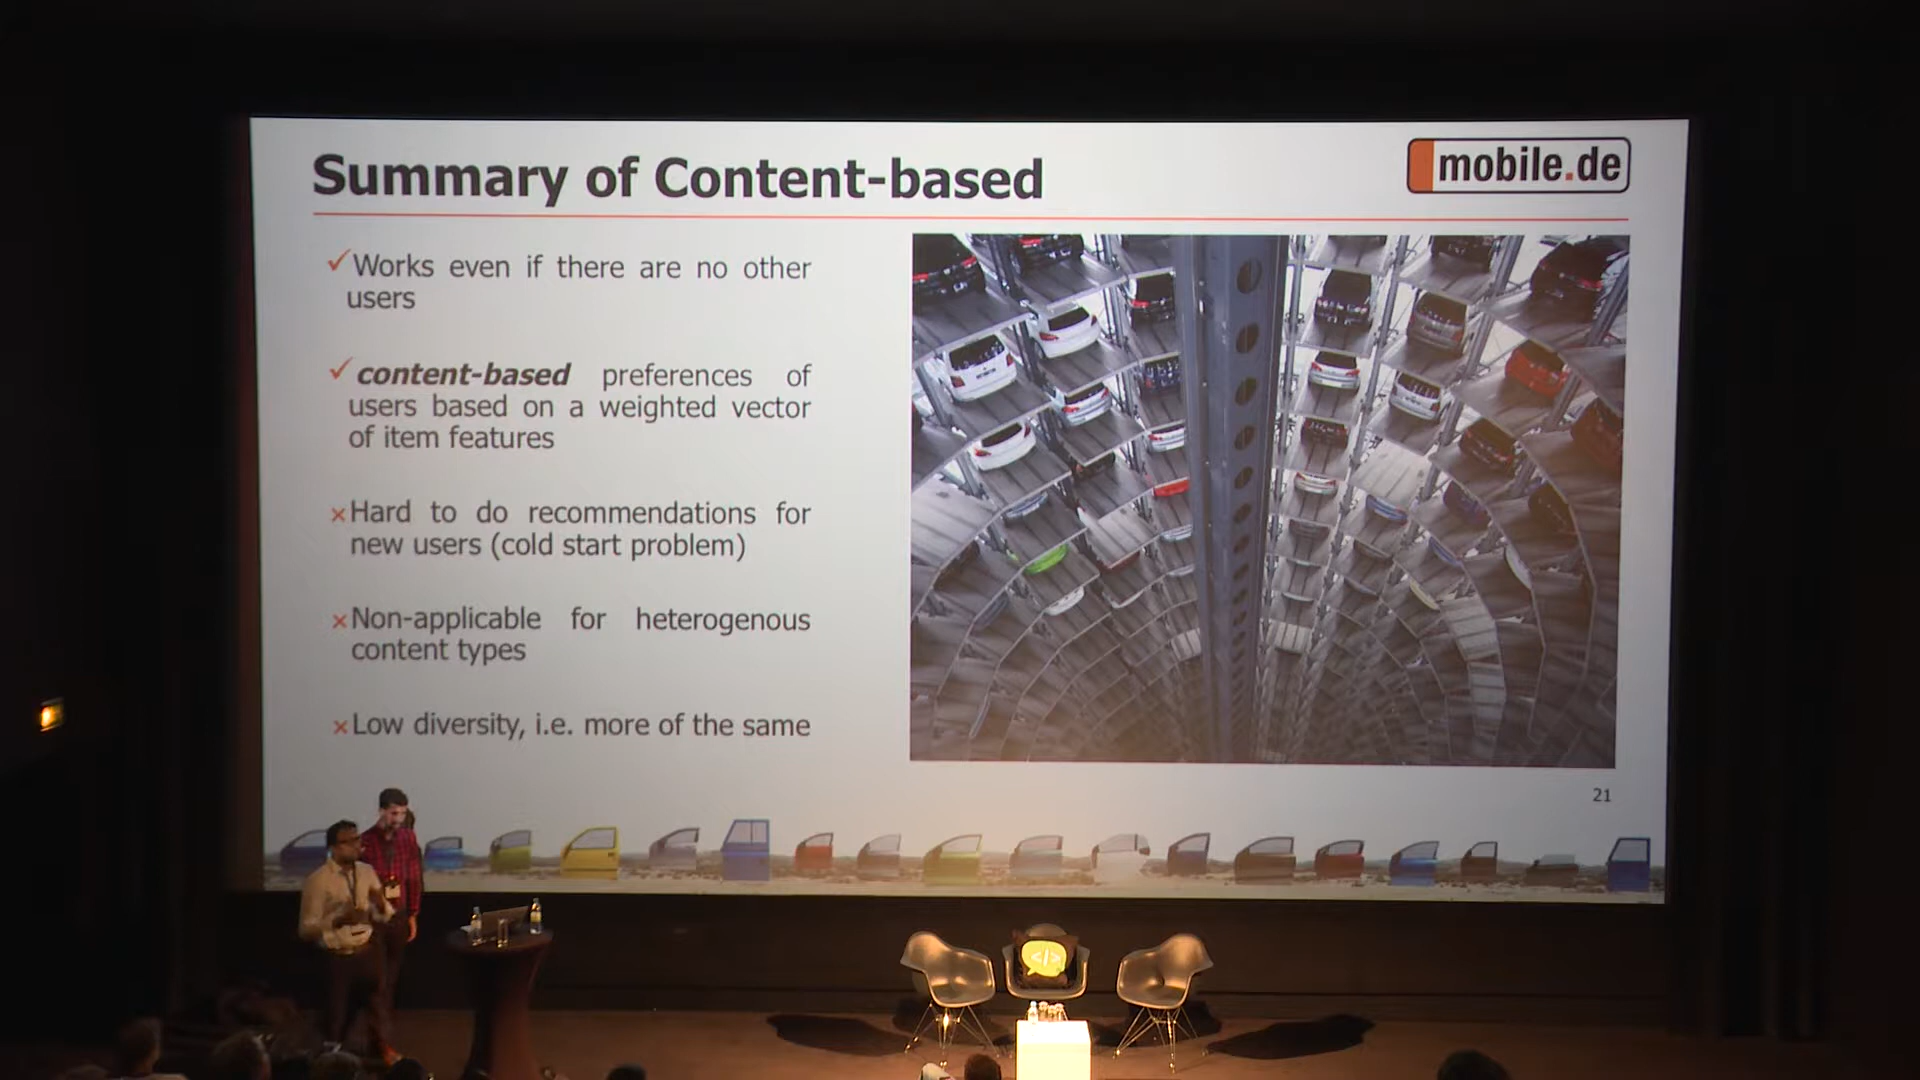 Summary of Content-based
mobile.de
✓Works even if there are no other
users
✓content-based preferences of
users based on a weighted vector
of item features
×Hard to do recommendations for
new users (cold start problem)
×Non-applicable for heterogenous
content types
×Low diversity, i.e. more of the same
21
</>